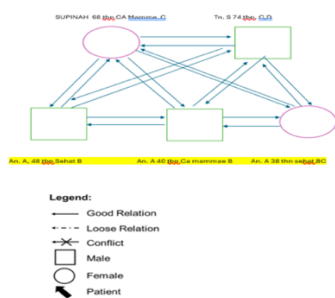 SUPINAH 68 thn,CA Mamme, C
Tn. S 74 thn, C,D
An. A, 48 thn,Sehat B
An. A 40 thn,Ca mammae B
An. A 38 thn sehat,BC
Legend:
Good Relation
Loose Relation
Conflict
Male
Female
Patient